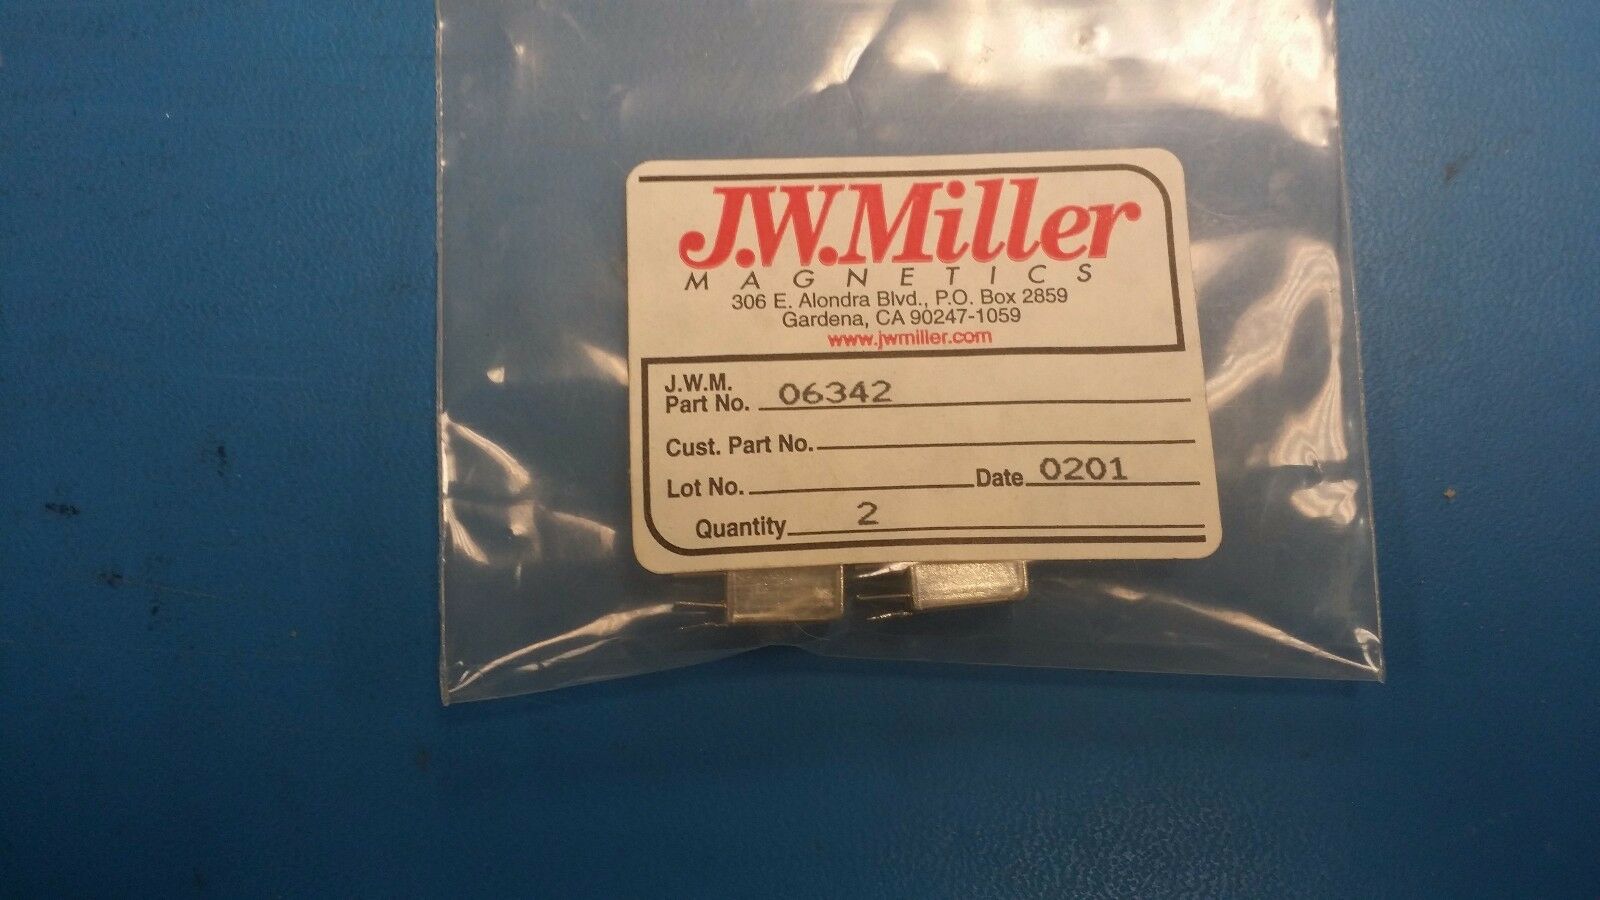 J.W.Miller
MAGNETICS
306 E. Alondra Blvd., P.O. Box 2859
Gardena, CA 90247-1059
www.jwmiller.com
J.W.M.
Part No. 06342
Cust. Part No.
Lot No. Date 0201
Quantity 2